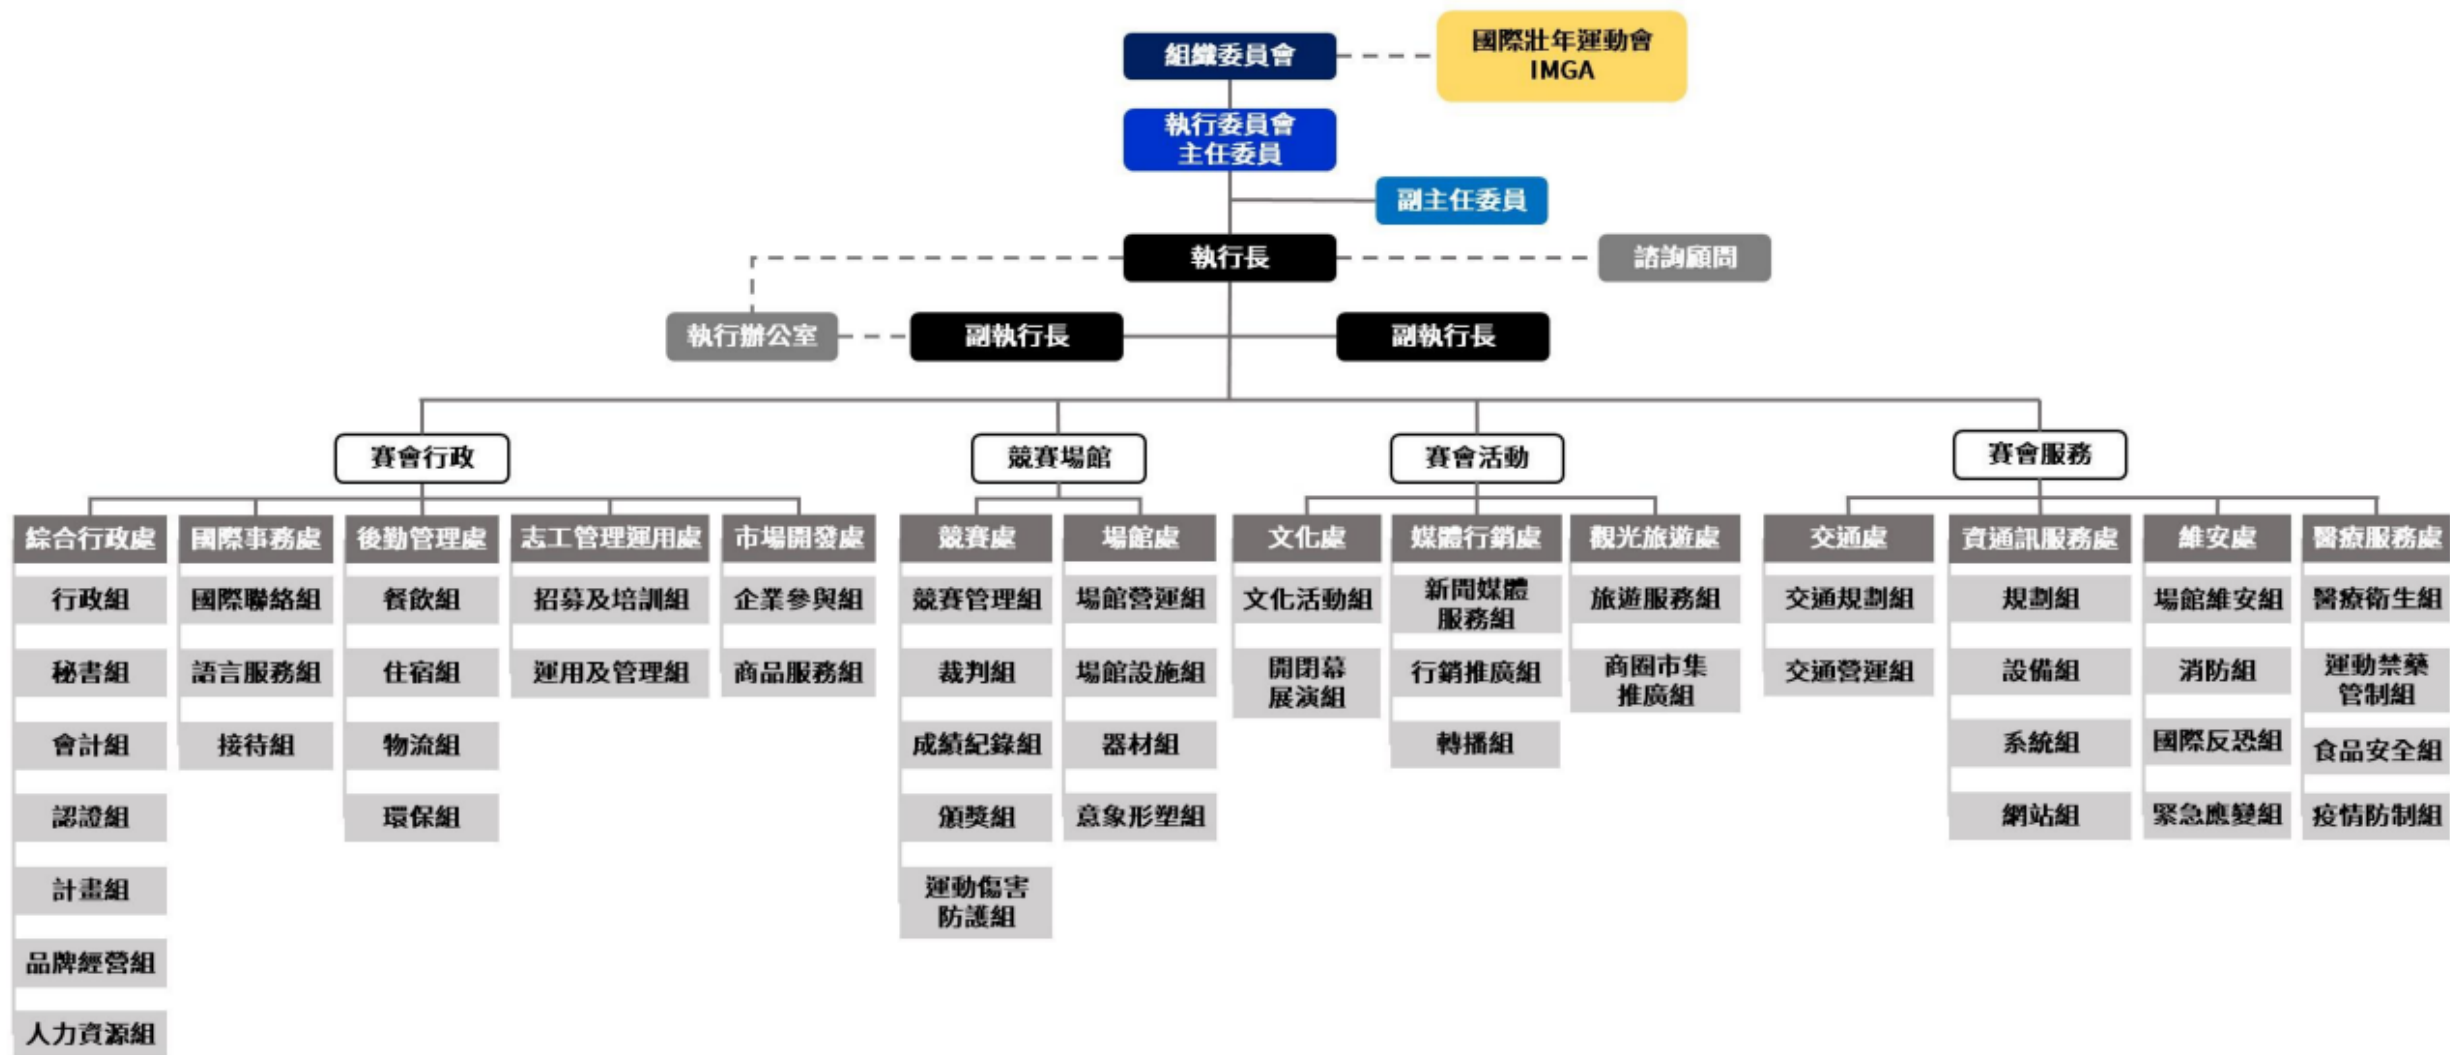 組織委員會
國際壯年運動會
IMGA
執行委員會
主任委員
副主任委員
執行長
諮詢顧問
執行辦公室
副執行長
副執行長
賽會行政
競賽場館
賽會活動
賽會服務
綜合行政處
行政組
秘書組
會計組
認證組
計畫組
品牌經營組
人力資源組
國際事務處
國際聯絡組
語言服務組
接待組
後勤管理處
餐飲組
住宿組
物流組
環保組
志工管理運用處
招募及培訓組
運用及管理組
市場開發處
企業參與組
商品服務組
競賽處
競賽管理組
裁判組
成績紀錄組
頒獎組
運動傷害
防護組
場館處
場館營運組
場館設施組
器材組
意象形塑組
文化處
文化活動組
開閉幕
展演組
媒體行銷處
新聞媒體
服務組
行銷推廣組
轉播組
觀光旅遊處
旅遊服務組
商圈市集
推廣組
交通處
交通規劃組
交通營運組
資通訊服務處
規劃組
設備組
系統組
網站組
維安處
場館維安組
消防組
國際反恐組
緊急應變組
醫療服務處
醫療衛生組
運動禁藥
管制組
食品安全組
疫情防制組